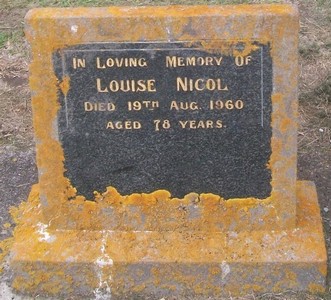 IN LOVING MEMORY OF
LOUISE NICOL
DIED 19TH AUG. 1960
AGED 78 YEARS.